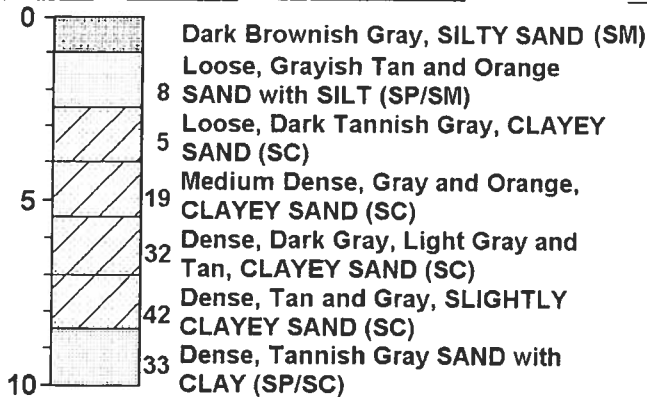 0
Dark Brownish Gray, SILTY SAND (SM)
Loose, Grayish Tan and Orange
8 SAND with SILT (SP/SM)
Loose, Dark Tannish Gray, CLAYEY
5 SAND (SC)
Medium Dense, Gray and Orange,
5 19 CLAYEY SAND (SC)
Dense, Dark Gray, Light Gray and
32 Tan, CLAYEY SAND (SC)
Dense, Tan and Gray, SLIGHTLY
42 CLAYEY SAND (SC)
Dense, Tannish Gray SAND with
33 CLAY (SP/SC)
10